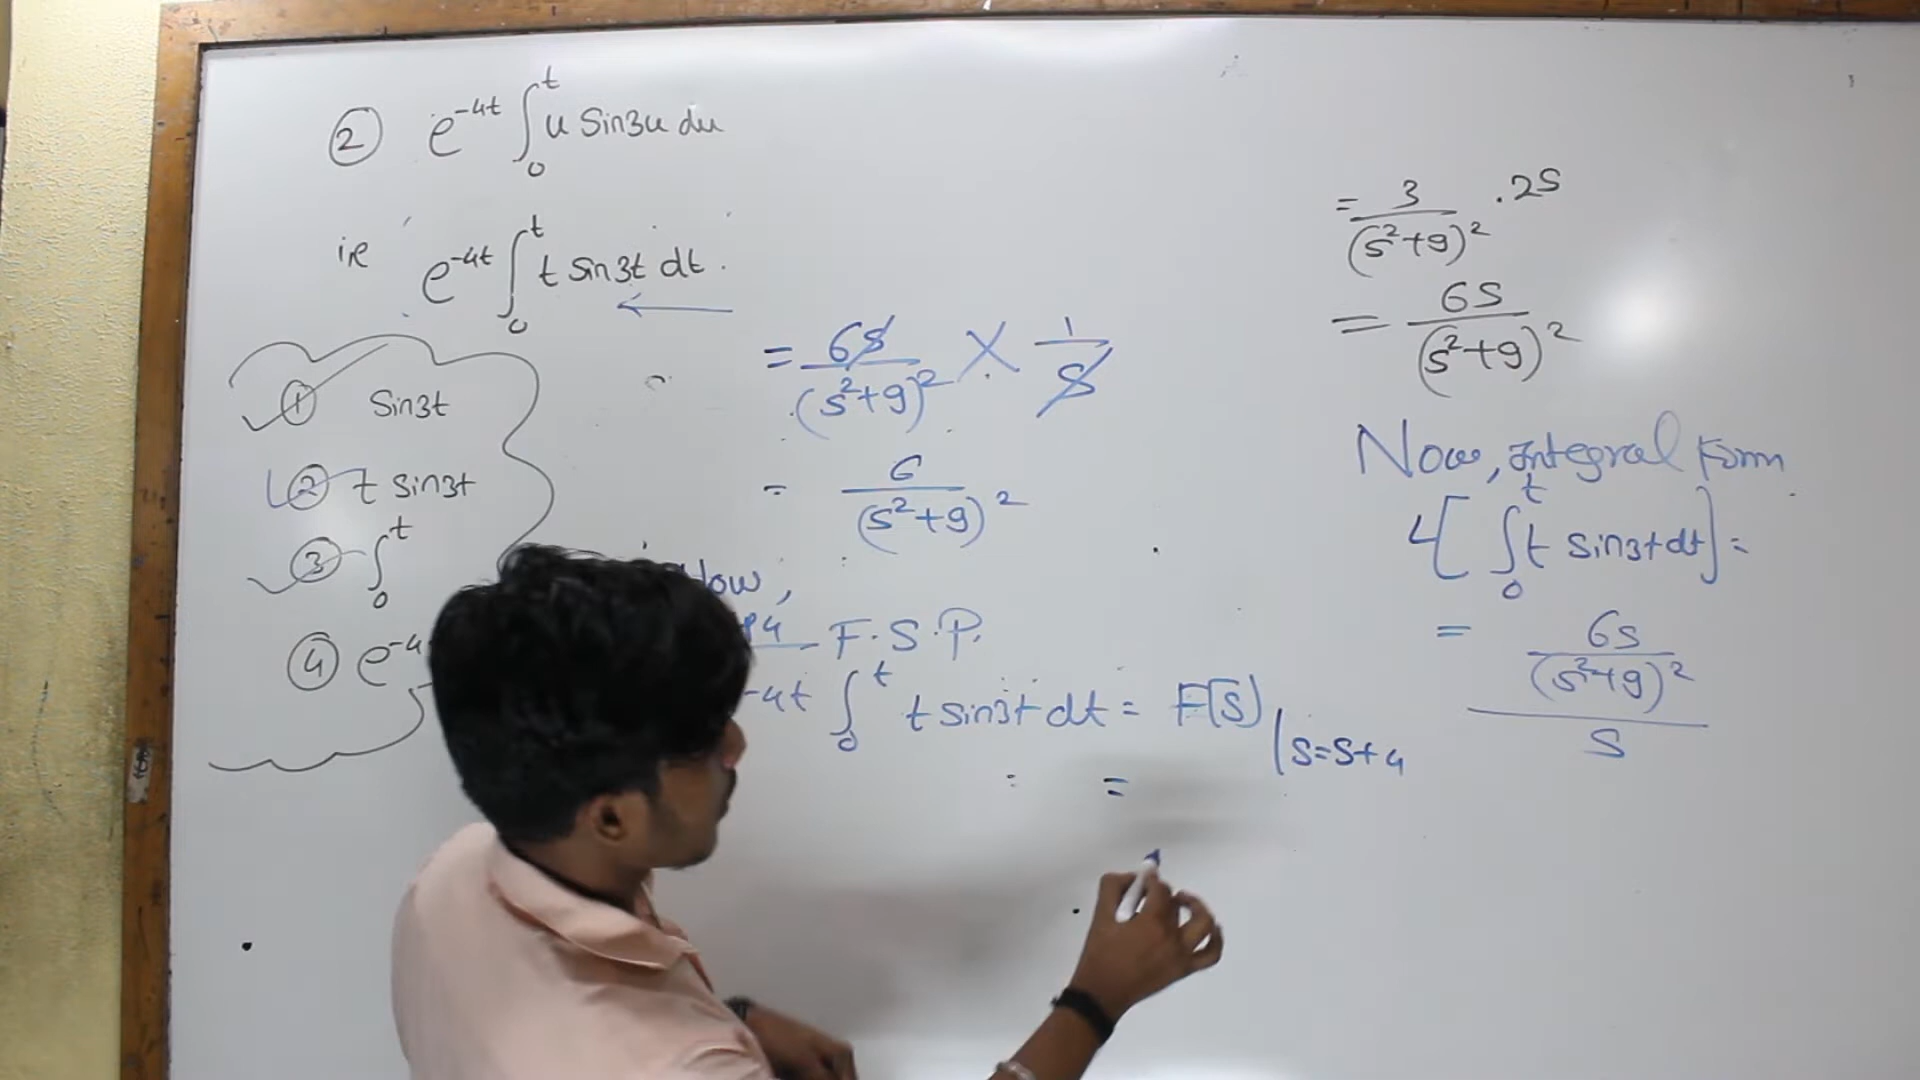 ② e^{-4t} ∫_0^t u Sin3u du
ie e^{-4t} ∫_0^t t sin3t dt.
① Sin3t
② t sin3t
③ ∫_0^t
④ e^{-4
= 6s/(s²+9)² × 1/s
= 6/(s²+9)²
Now,
F.S.P.
-4t ∫_0^t t sin3t dt = F[S] |s=s+4
=
= 3/(s²+9)² . 2s
= 6s/(s²+9)²
Now, Integral Form
L[∫_0^t t sin3t dt] =
= 6s/(s²+9)²
/ s